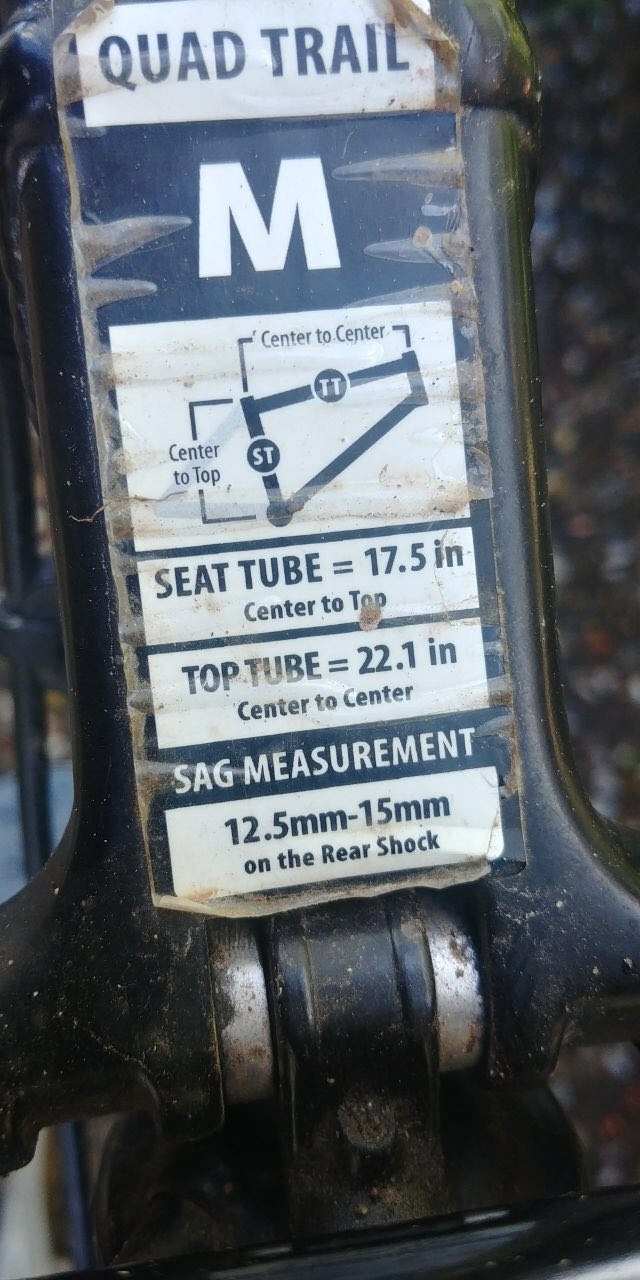 QUAD TRAIL
M
Center to Center
TT
Center
to Top
ST
SEAT TUBE = 17.5 in
Center to Top
TOP TUBE = 22.1 in
Center to Center
SAG MEASUREMENT
12.5mm-15mm
on the Rear Shock